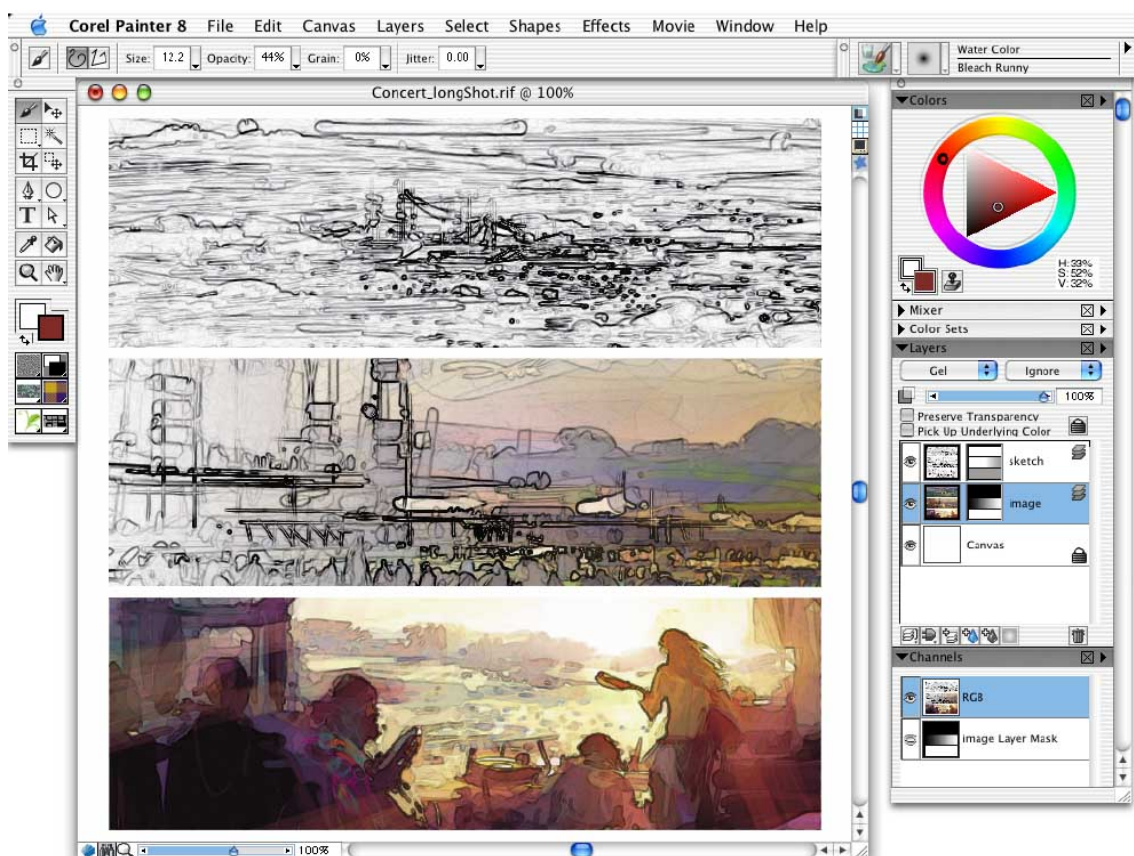 Corel Painter 8 File Edit Canvas Layers Select Shapes Effects Movie Window Help
Size: 12.2 Opacity: 44% Grain: 0% Jitter: 0.00
Water Color
Bleach Runny
Concert_longShot.rif @ 100%
Colors
H: 33%
S: 52%
V: 32%
Mixer
Color Sets
Layers
Gel Ignore
100%
Preserve Transparency
Pick Up Underlying Color
sketch
image
Canvas
Channels
RGB
image Layer Mask
T
100%